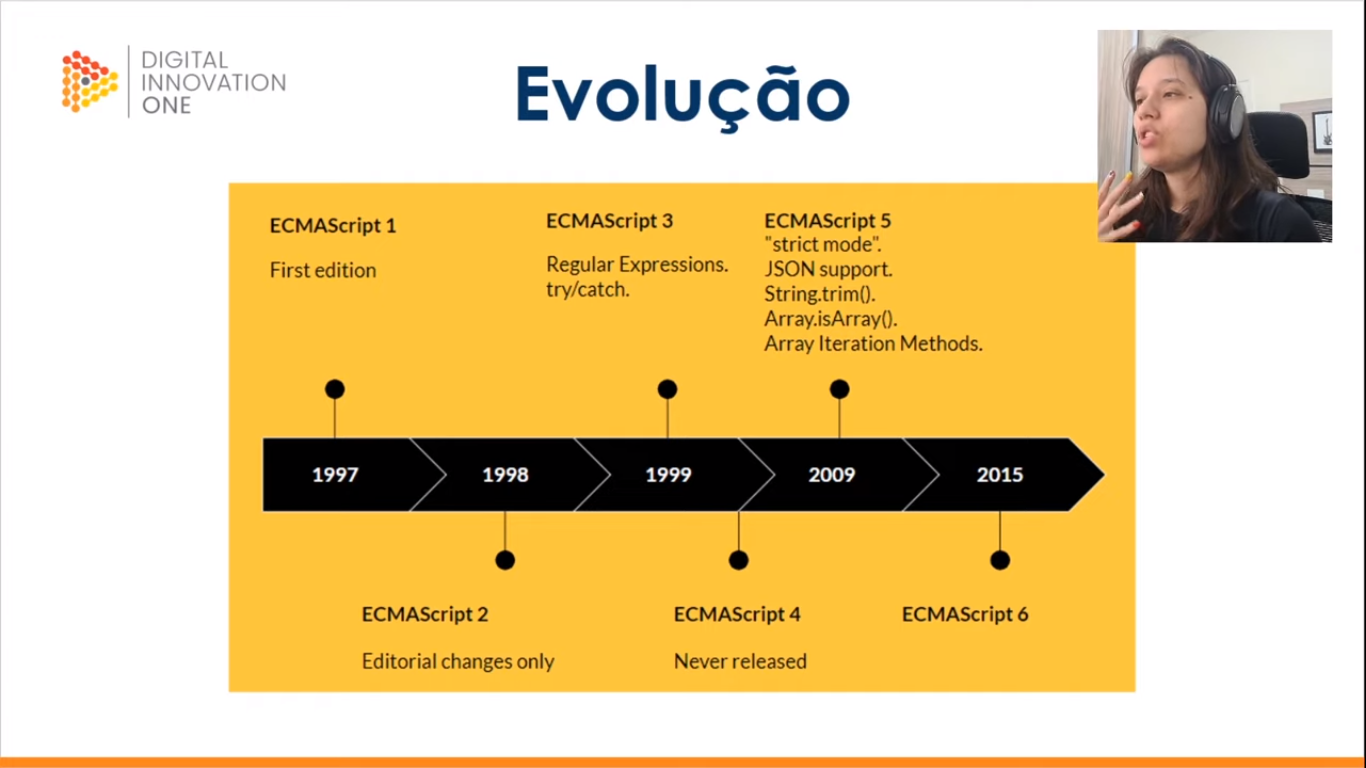 DIGITAL
INNOVATION
ONE
Evolução
ECMAScript 1
First edition
ECMAScript 3
Regular Expressions.
try/catch.
ECMAScript 5
"strict mode".
JSON support.
String.trim().
Array.isArray().
Array Iteration Methods.
1997
1998
1999
2009
2015
ECMAScript 2
Editorial changes only
ECMAScript 4
Never released
ECMAScript 6